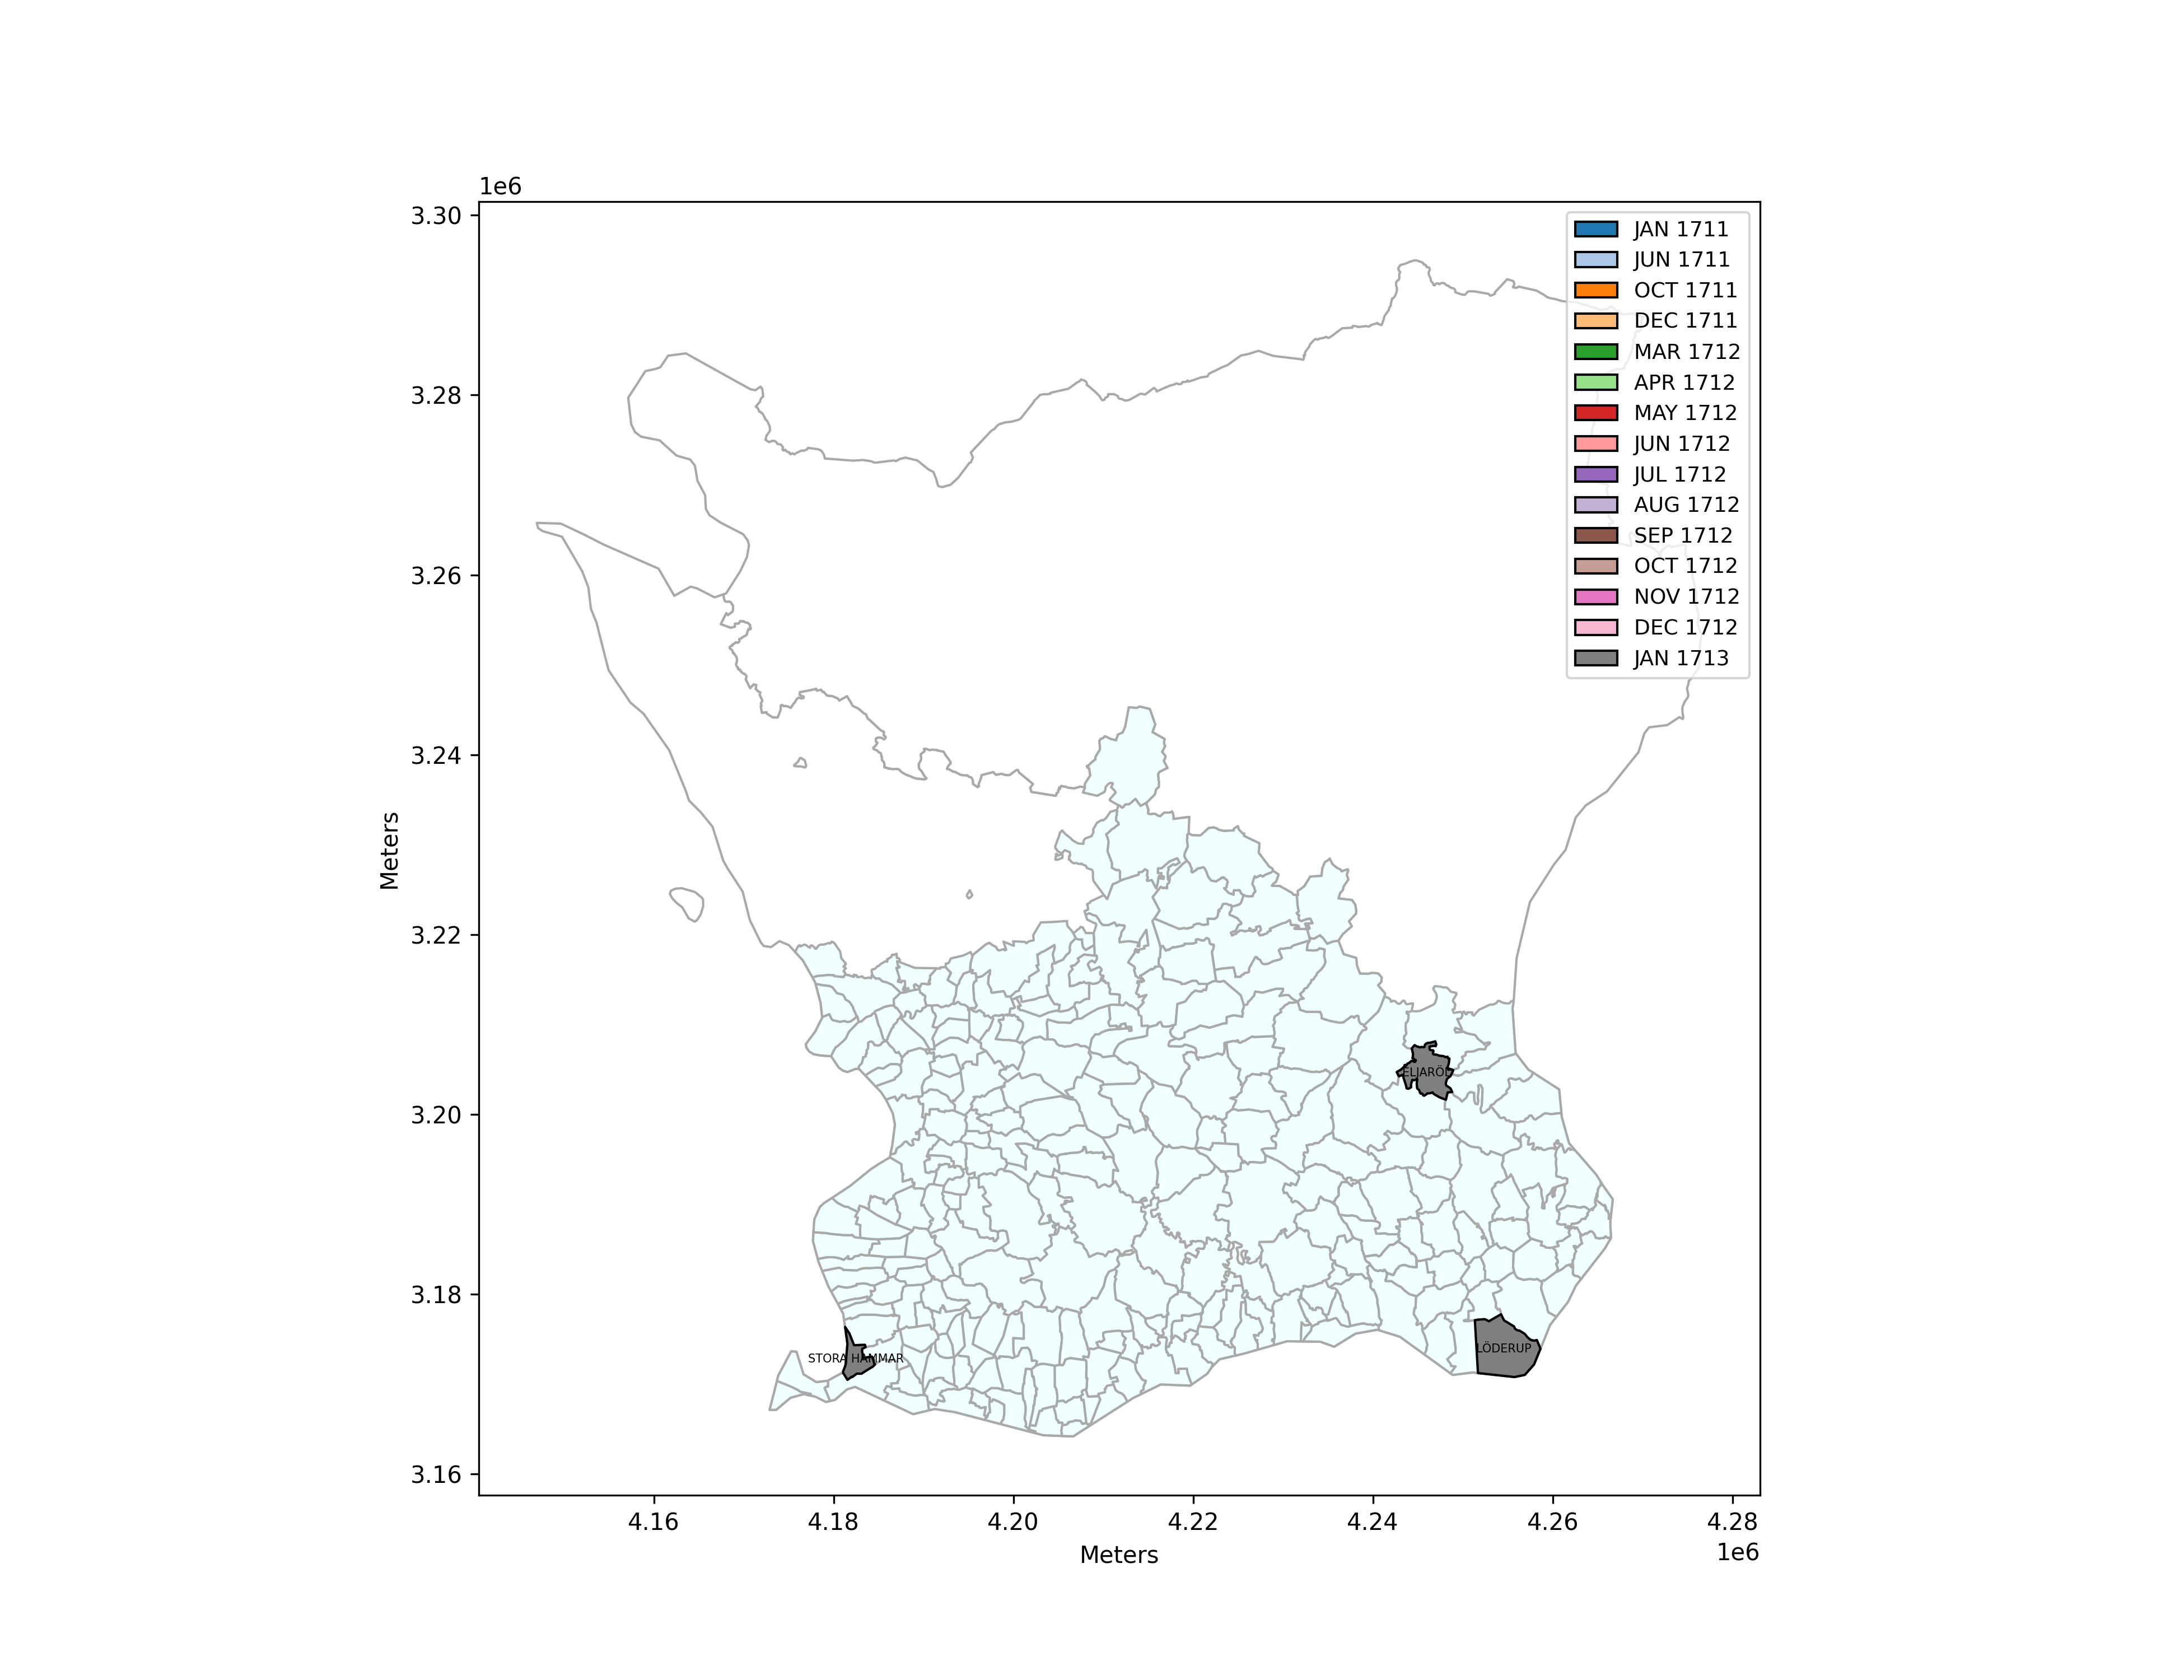 1e6
3.30
3.28
3.26
3.24
3.22
3.20
3.18
3.16
Meters
JAN 1711
JUN 1711
OCT 1711
DEC 1711
MAR 1712
APR 1712
MAY 1712
JUN 1712
JUL 1712
AUG 1712
SEP 1712
OCT 1712
NOV 1712
DEC 1712
JAN 1713
ELJARÖD
STORA HAMMAR
LÖDERUP
4.16 4.18 4.20 4.22 4.24 4.26 4.28
Meters
1e6